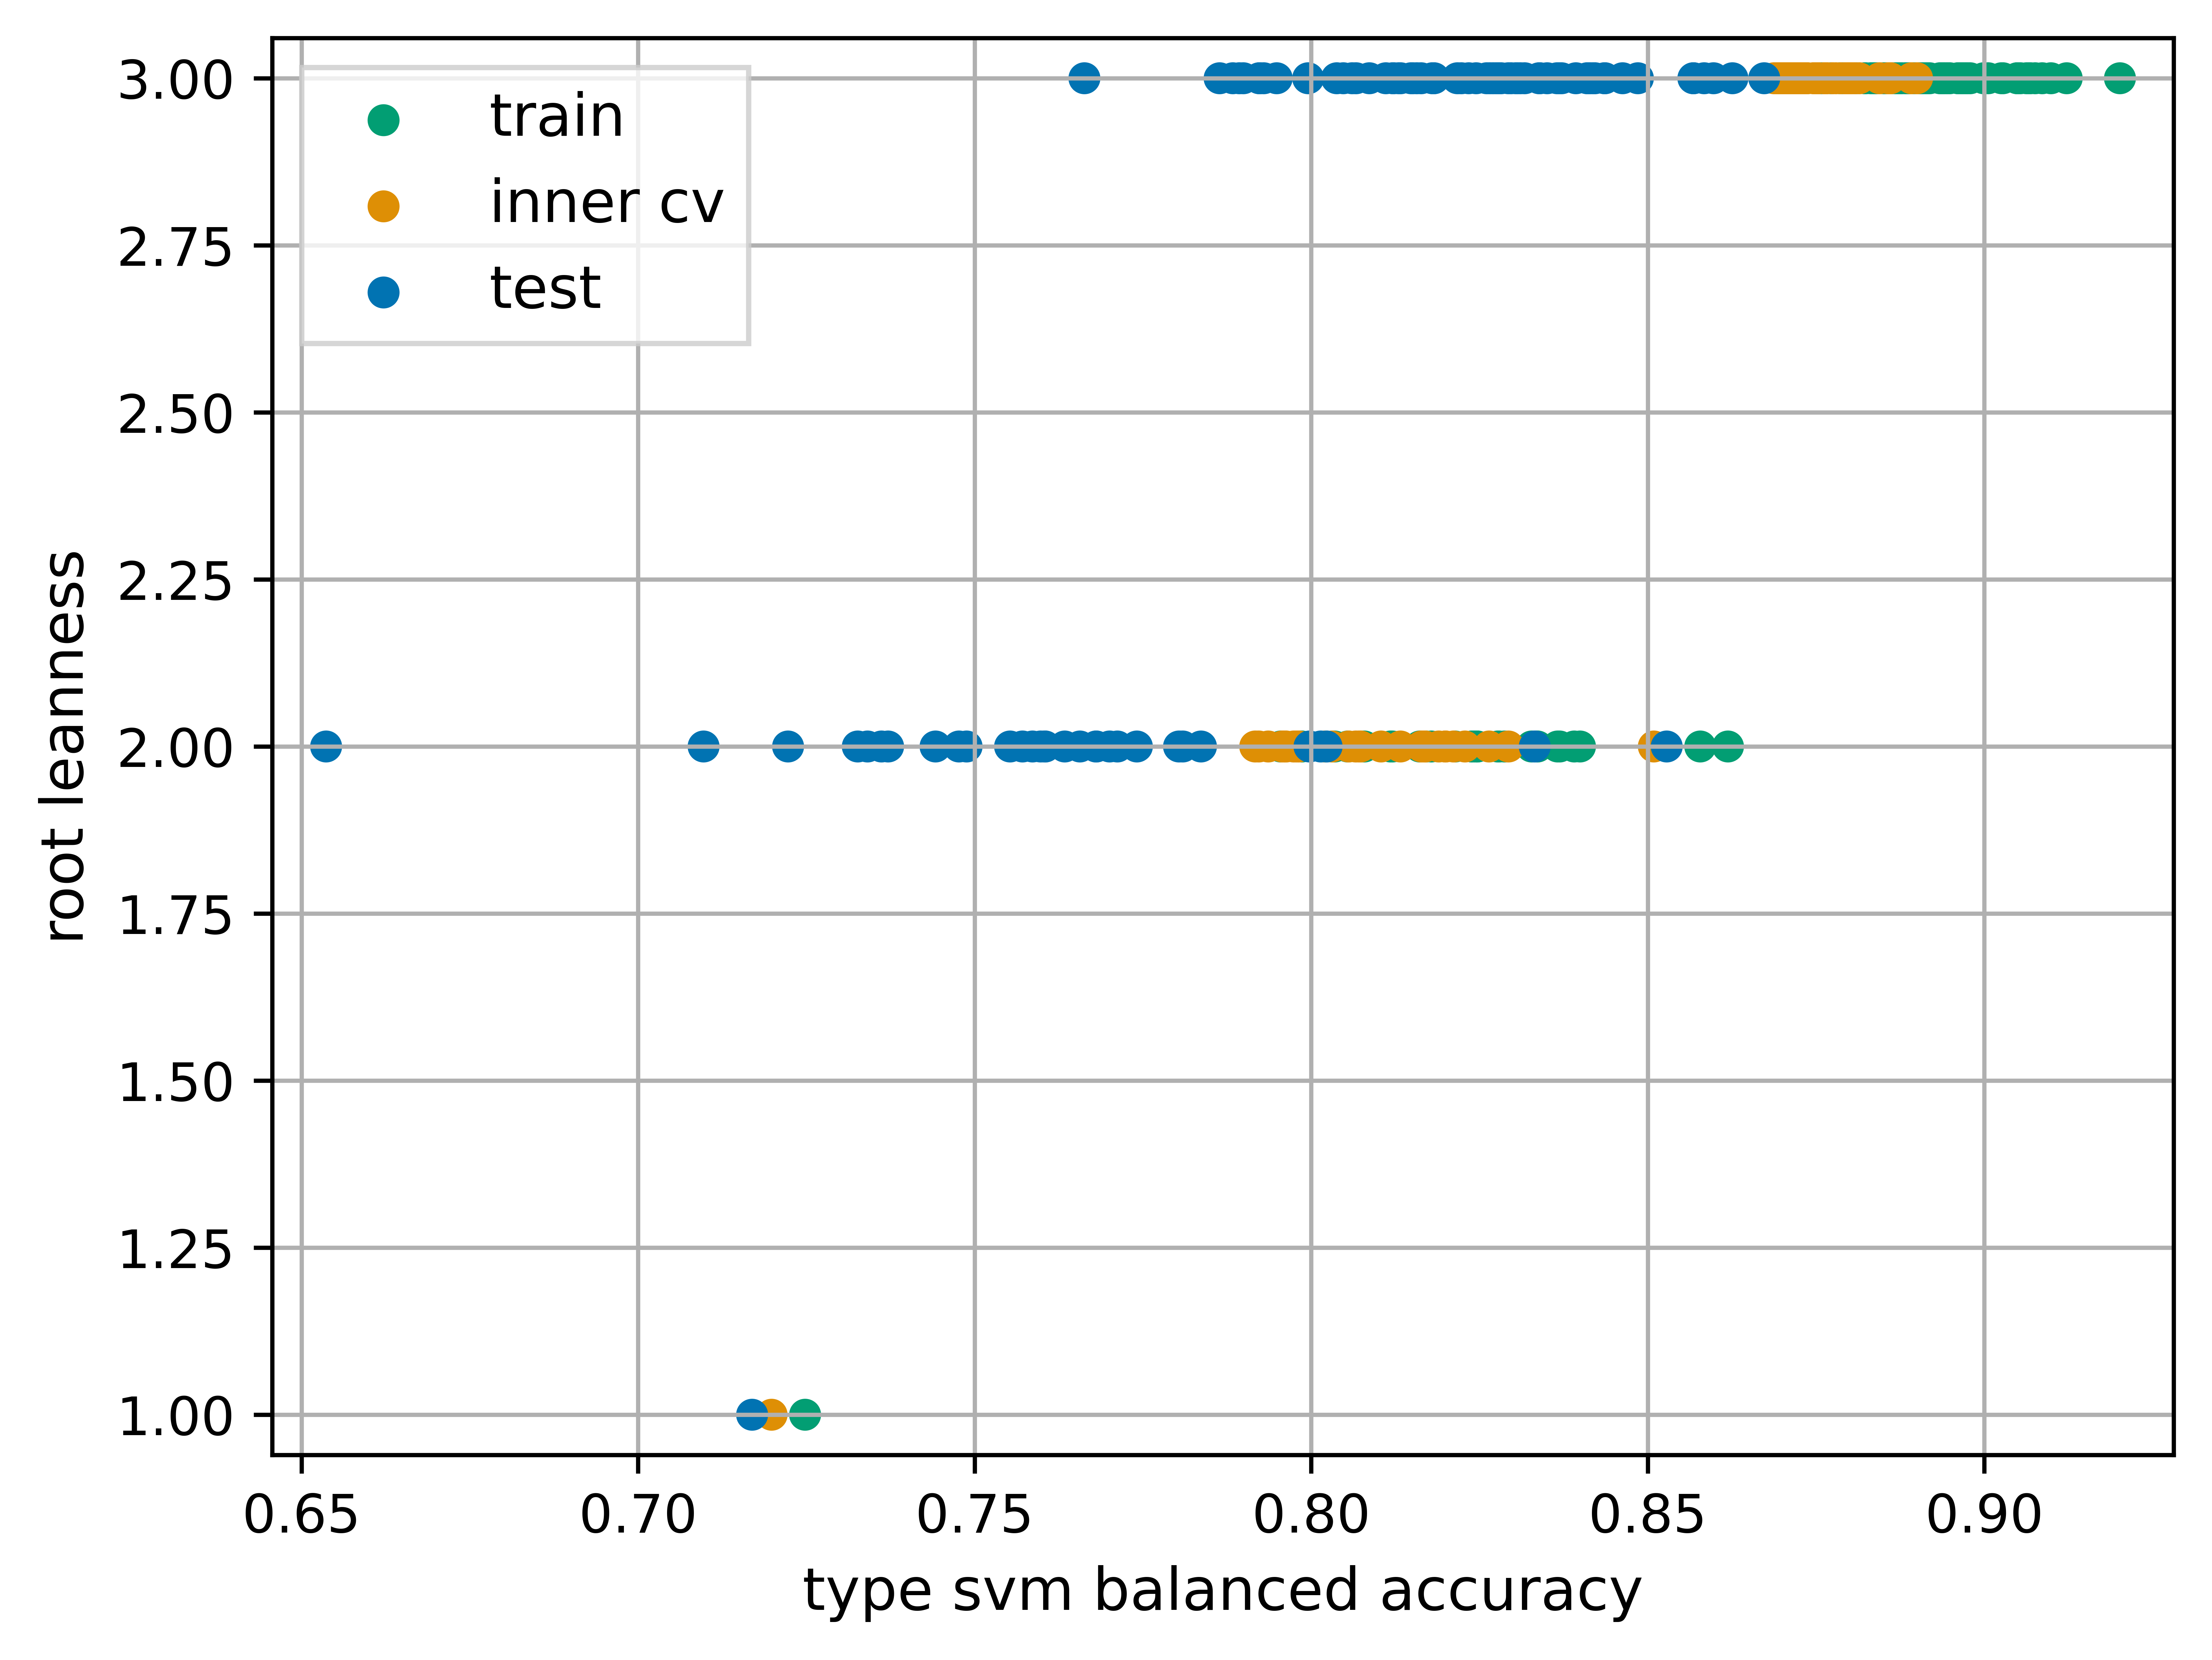 train
inner cv
test
3.00
2.75
2.50
2.25
2.00
1.75
1.50
1.25
1.00
root leanness
0.65 0.70 0.75 0.80 0.85 0.90
type svm balanced accuracy